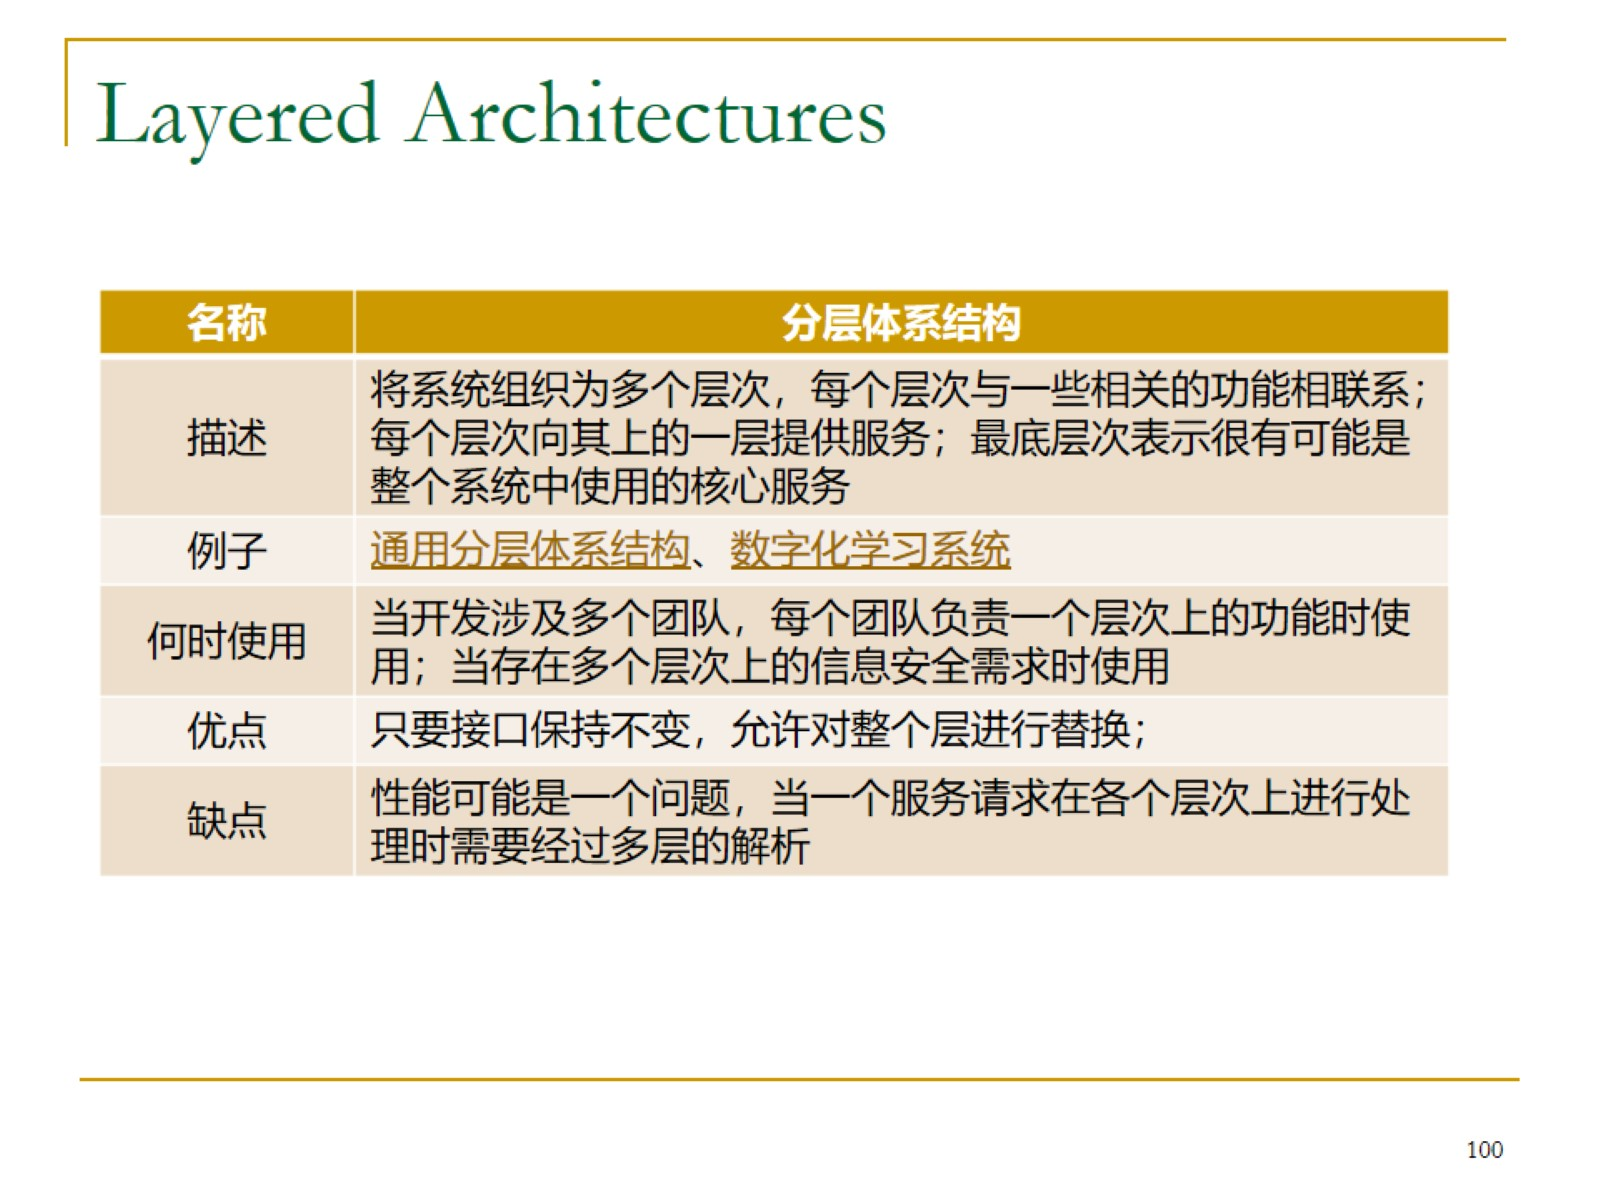 Layered Architectures
名称
分层体系结构
描述
将系统组织为多个层次，每个层次与一些相关的功能相联系；
每个层次向其上的一层提供服务；最底层次表示很有可能是
整个系统中使用的核心服务
例子
通用分层体系结构、数字化学习系统
何时使用
当开发涉及多个团队，每个团队负责一个层次上的功能时使
用；当存在多个层次上的信息安全需求时使用
优点
只要接口保持不变，允许对整个层进行替换；
缺点
性能可能是一个问题，当一个服务请求在各个层次上进行处
理时需要经过多层的解析
100